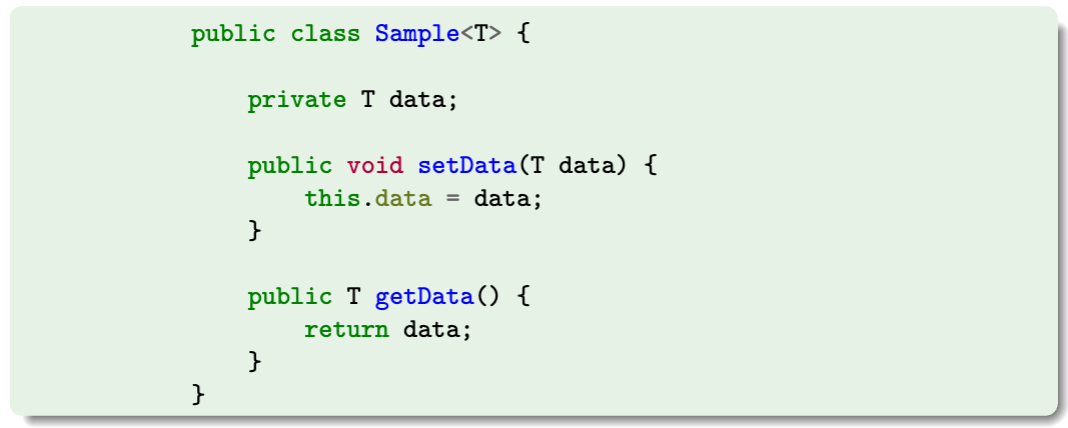 public class Sample<T> {
private T data;
public void setData(T data) {
this.data = data;
}
public T getData() {
return data;
}
}